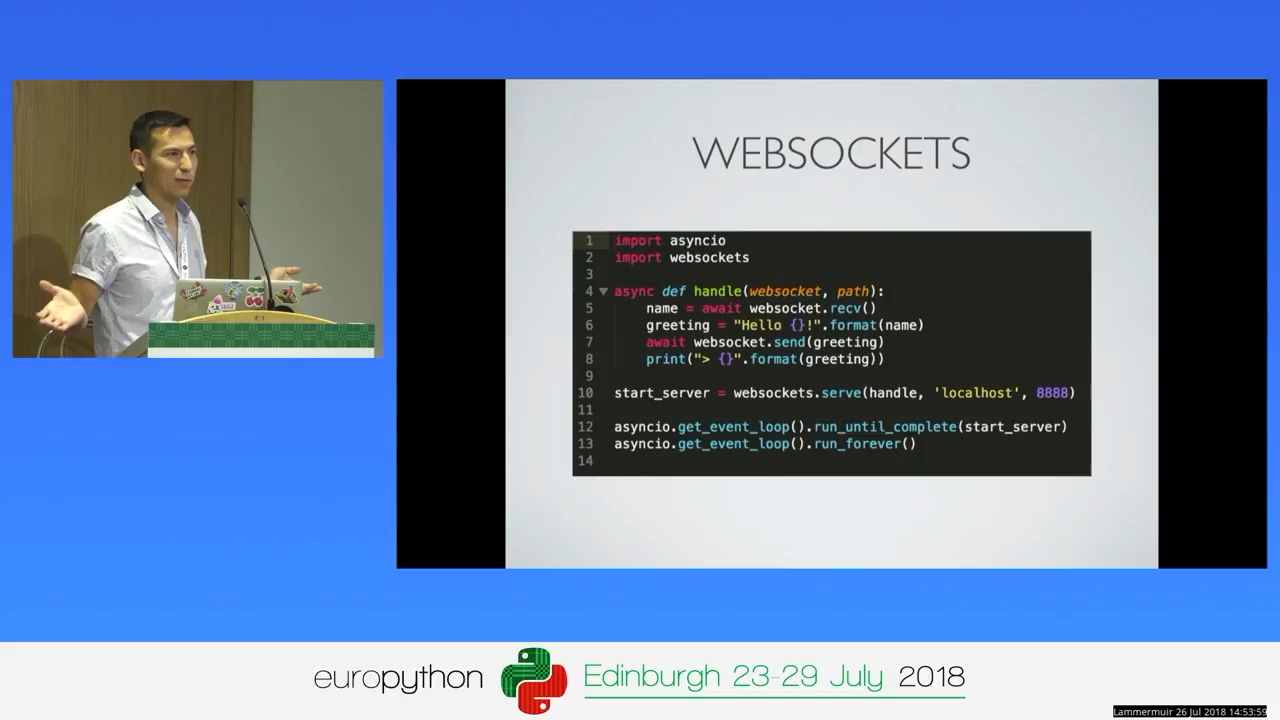 WEBSOCKETS
1 import asyncio
2 import websockets
3
4 async def handle(websocket, path):
5 name = await websocket.recv()
6 greeting = "Hello {}!".format(name)
7 await websocket.send(greeting)
8 print("> {}".format(greeting))
9
10 start_server = websockets.serve(handle, 'localhost', 8888)
11
12 asyncio.get_event_loop().run_until_complete(start_server)
13 asyncio.get_event_loop().run_forever()
14
europython Edinburgh 23-29 July 2018
Lammermuir 26 Jul 2018 14:53:59